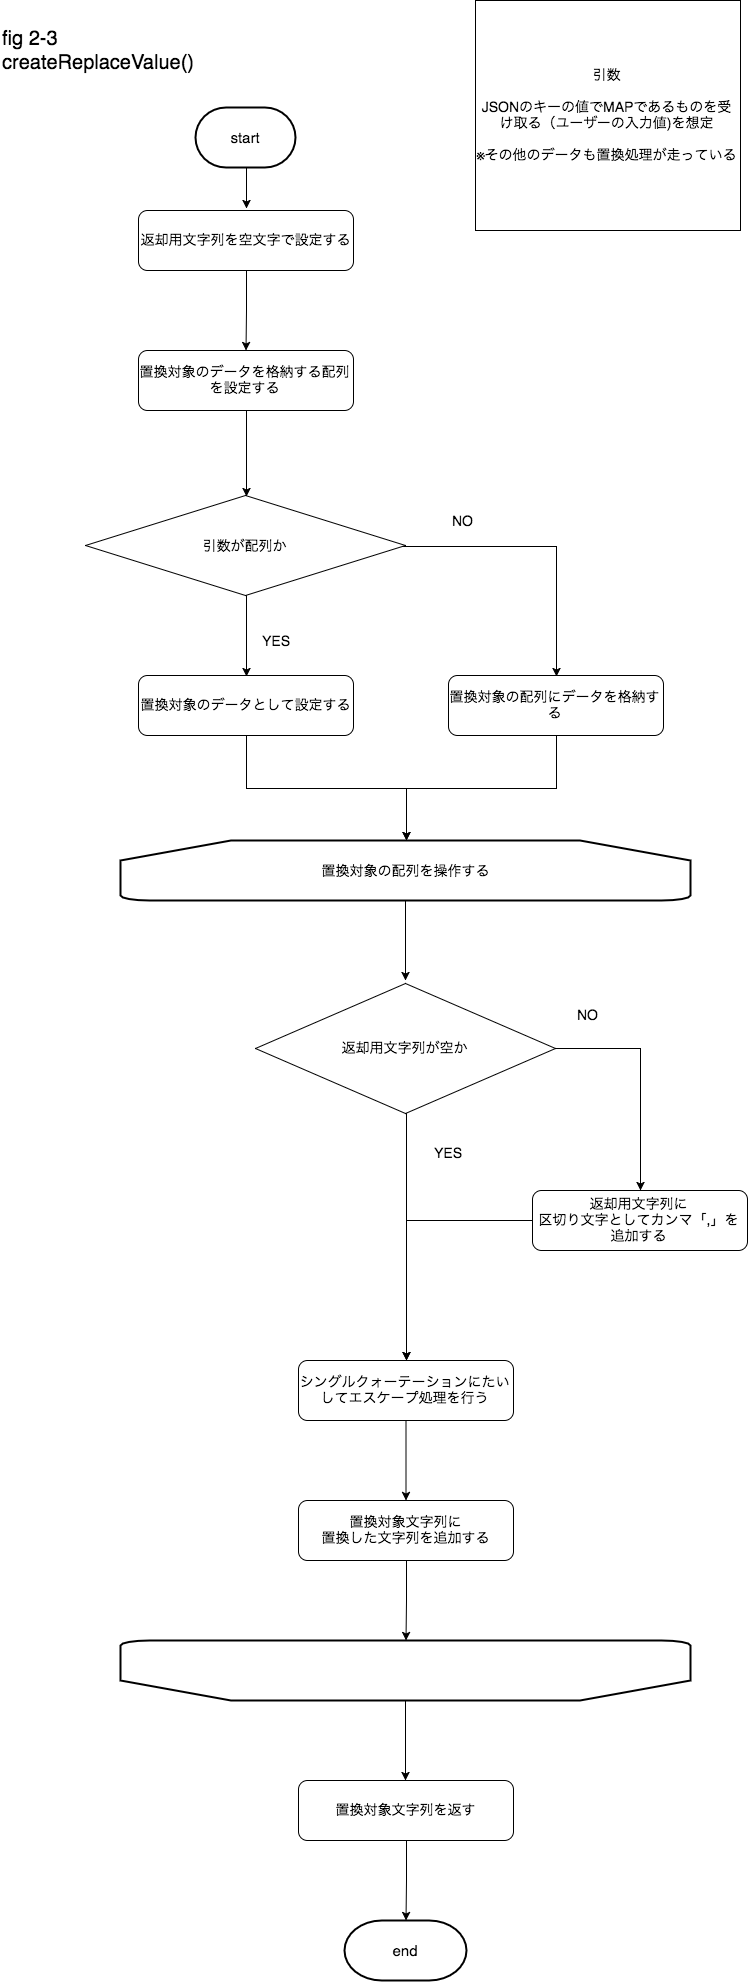 fig 2-3
createReplaceValue()
引数
JSONのキーの値でMAPであるものを受
け取る（ユーザーの入力値)を想定
※その他のデータも置換処理が走っている
start
返却用文字列を空文字で設定する
置換対象のデータを格納する配列
を設定する
引数が配列か
NO
YES
置換対象のデータとして設定する
置換対象の配列にデータを格納す
る
置換対象の配列を操作する
返却用文字列が空か
NO
YES
返却用文字列に
区切り文字としてカンマ「,」を
追加する
シングルクォーテーションにたい
してエスケープ処理を行う
置換対象文字列に
置換した文字列を追加する
置換対象文字列を返す
end